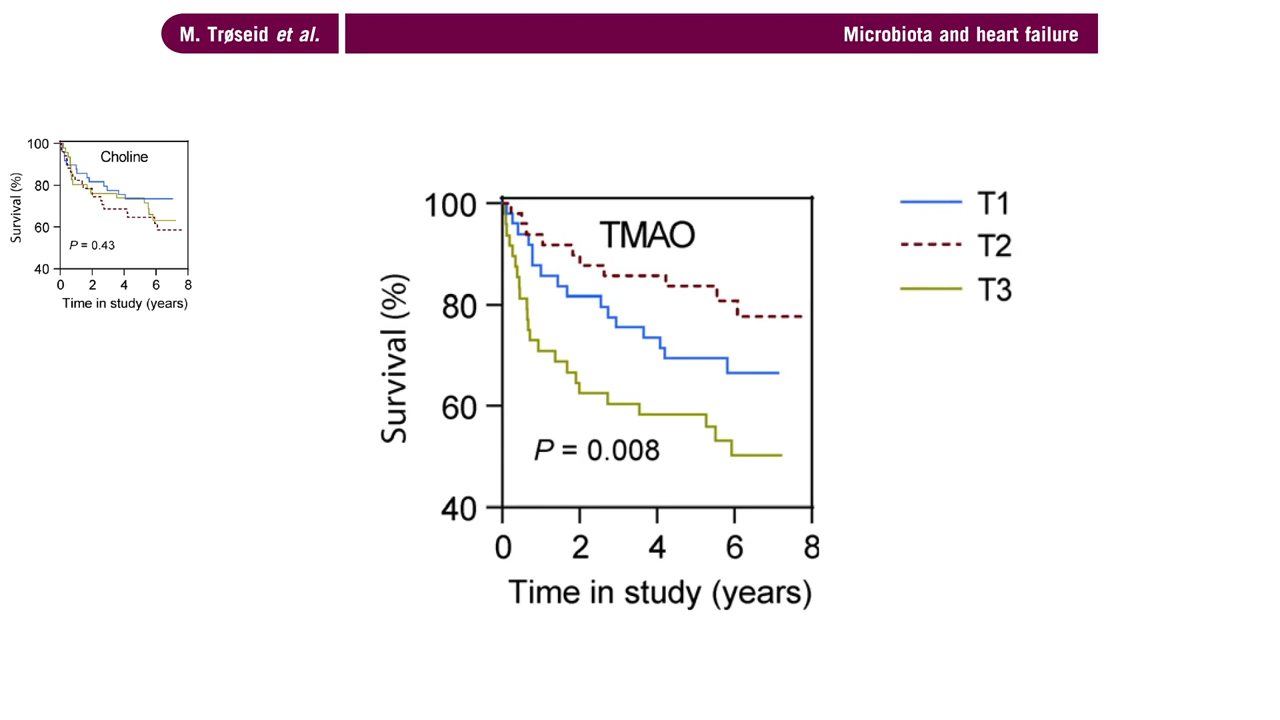 M. Trøseid et al.
Microbiota and heart failure
Choline
100
80
60
40
Survival (%)
P = 0.43
0 2 4 6 8
Time in study (years)
TMAO
100
80
60
40
Survival (%)
P = 0.008
0 2 4 6 8
Time in study (years)
T1
T2
T3